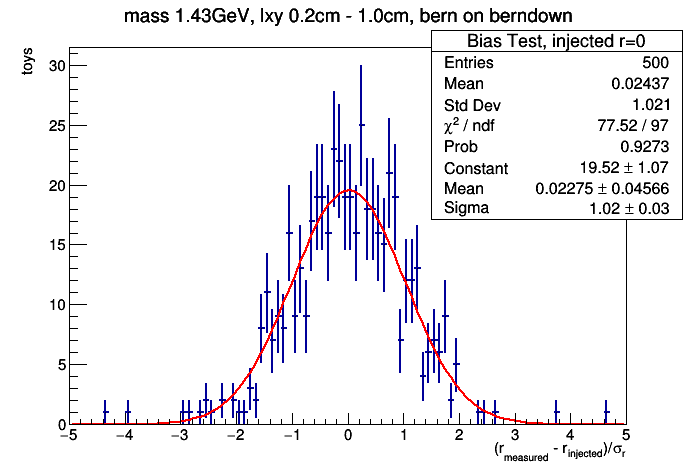 mass 1.43GeV, lxy 0.2cm - 1.0cm, bern on berndown
Bias Test, injected r=0
Entries 500
Mean 0.02437
Std Dev 1.021
χ² / ndf 77.52 / 97
Prob 0.9273
Constant 19.52 ± 1.07
Mean 0.02275 ± 0.04566
Sigma 1.02 ± 0.03
toys
30
25
20
15
10
5
0
−5 −4 −3 −2 −1 0 1 2 3 4 5
(r_measured - r_injected)/σ_r